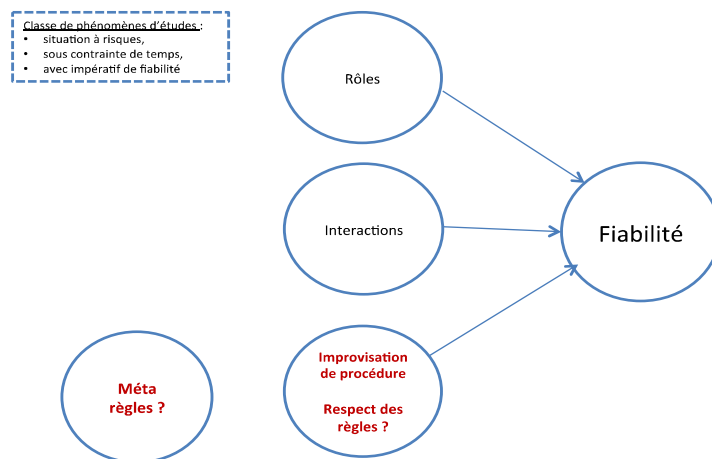 Classe de phénomènes d'études :
• situation à risques,
• sous contrainte de temps,
• avec impératif de fiabilité
Rôles
Interactions
Fiabilité
Improvisation
de procédure
Respect des
règles ?
Méta
règles ?